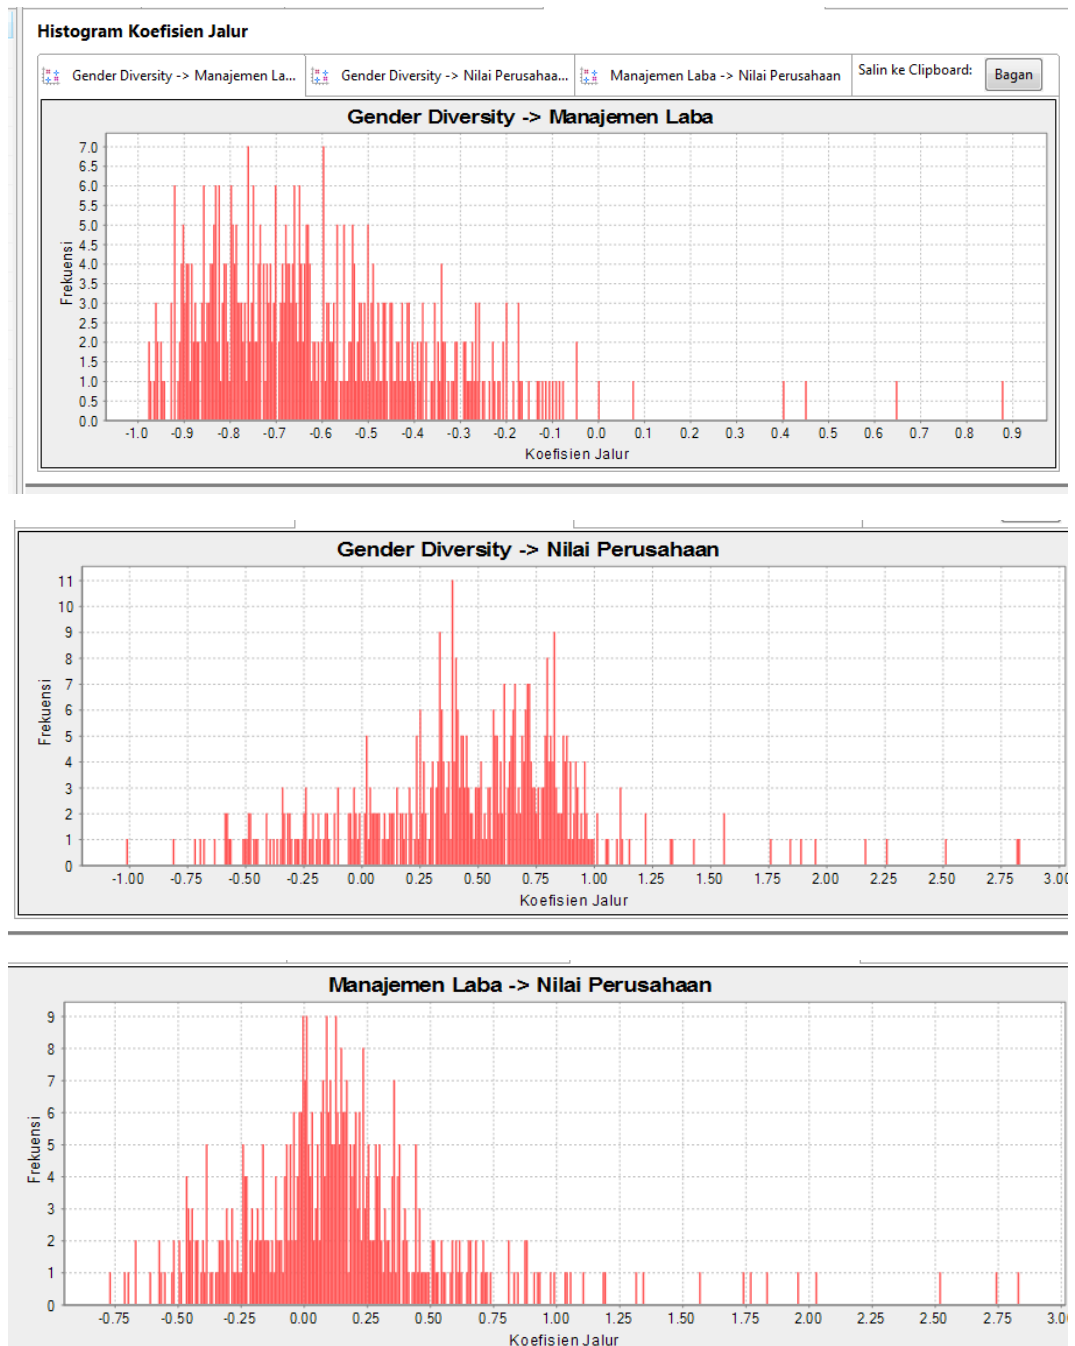 Histogram Koefisien Jalur
Gender Diversity -> Manajemen La... Gender Diversity -> Nilai Perusahaa... Manajemen Laba -> Nilai Perusahaan Salin ke Clipboard: Bagan
Gender Diversity -> Manajemen Laba
7.0
6.5
6.0
5.5
5.0
4.5
4.0
3.5
3.0
2.5
2.0
1.5
1.0
0.5
0.0
Frekuensi
-1.0 -0.9 -0.8 -0.7 -0.6 -0.5 -0.4 -0.3 -0.2 -0.1 0.0 0.1 0.2 0.3 0.4 0.5 0.6 0.7 0.8 0.9
Koefisien Jalur
Gender Diversity -> Nilai Perusahaan
11
10
9
8
7
6
5
4
3
2
1
0
Frekuensi
-1.00 -0.75 -0.50 -0.25 0.00 0.25 0.50 0.75 1.00 1.25 1.50 1.75 2.00 2.25 2.50 2.75 3.00
Koefisien Jalur
Manajemen Laba -> Nilai Perusahaan
9
8
7
6
5
4
3
2
1
0
Frekuensi
-0.75 -0.50 -0.25 0.00 0.25 0.50 0.75 1.00 1.25 1.50 1.75 2.00 2.25 2.50 2.75 3.00
Koefisien Jalur